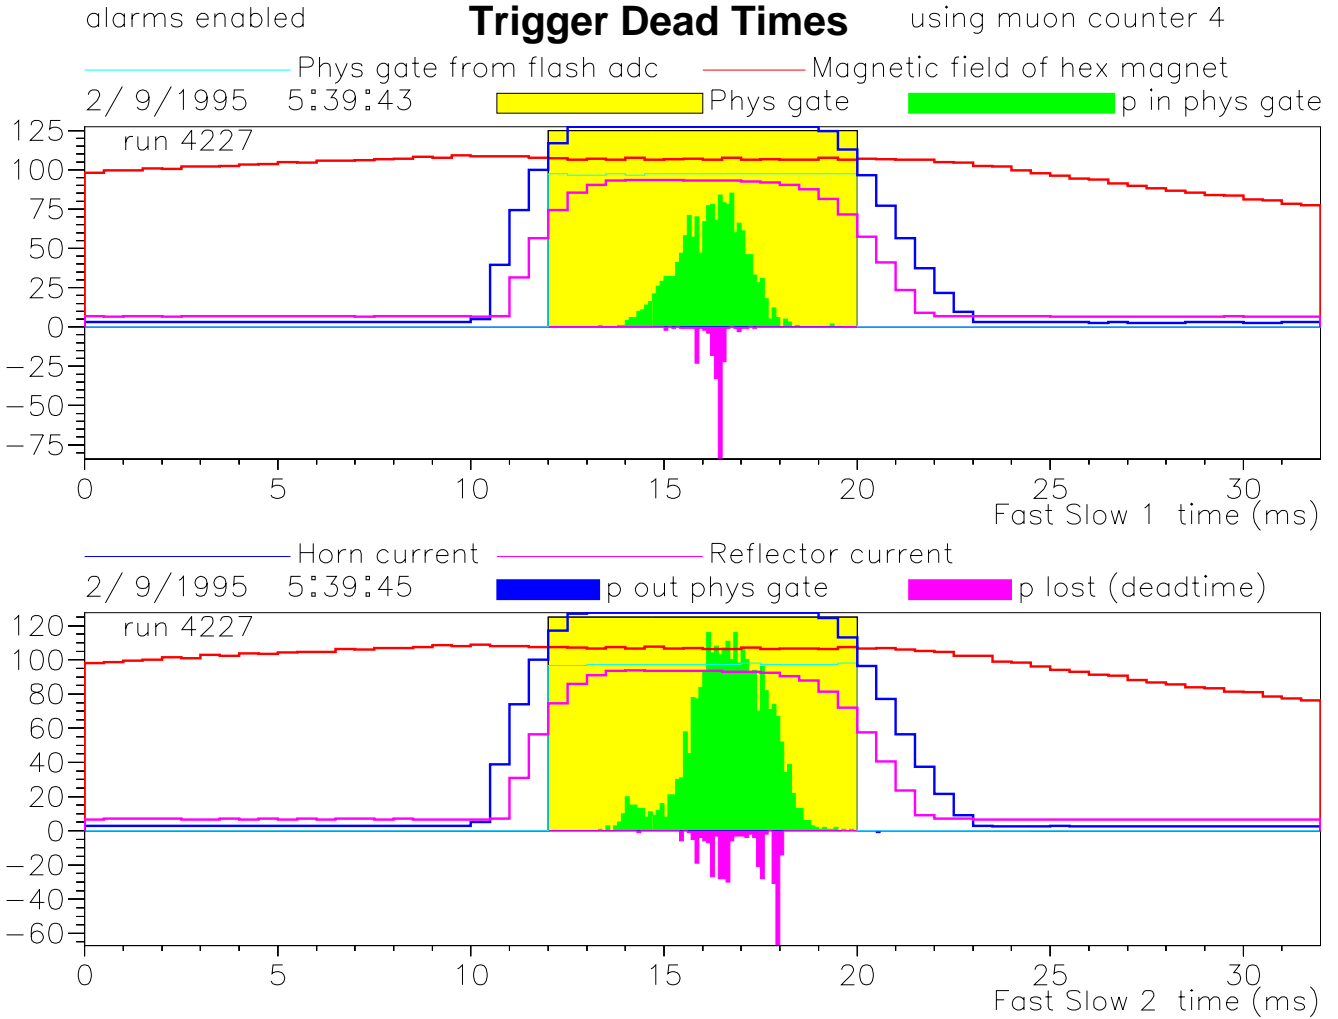 alarms enabled Trigger Dead Times using muon counter 4
Phys gate from flash adc Magnetic field of hex magnet
2/ 9/1995 5:39:43 Phys gate p in phys gate
run 4227
125
100
75
50
25
0
−25
−50
−75
0 5 10 15 20 25 30
Fast Slow 1 time (ms)
Horn current Reflector current
2/ 9/1995 5:39:45 p out phys gate p lost (deadtime)
run 4227
120
100
80
60
40
20
0
−20
−40
−60
0 5 10 15 20 25 30
Fast Slow 2 time (ms)